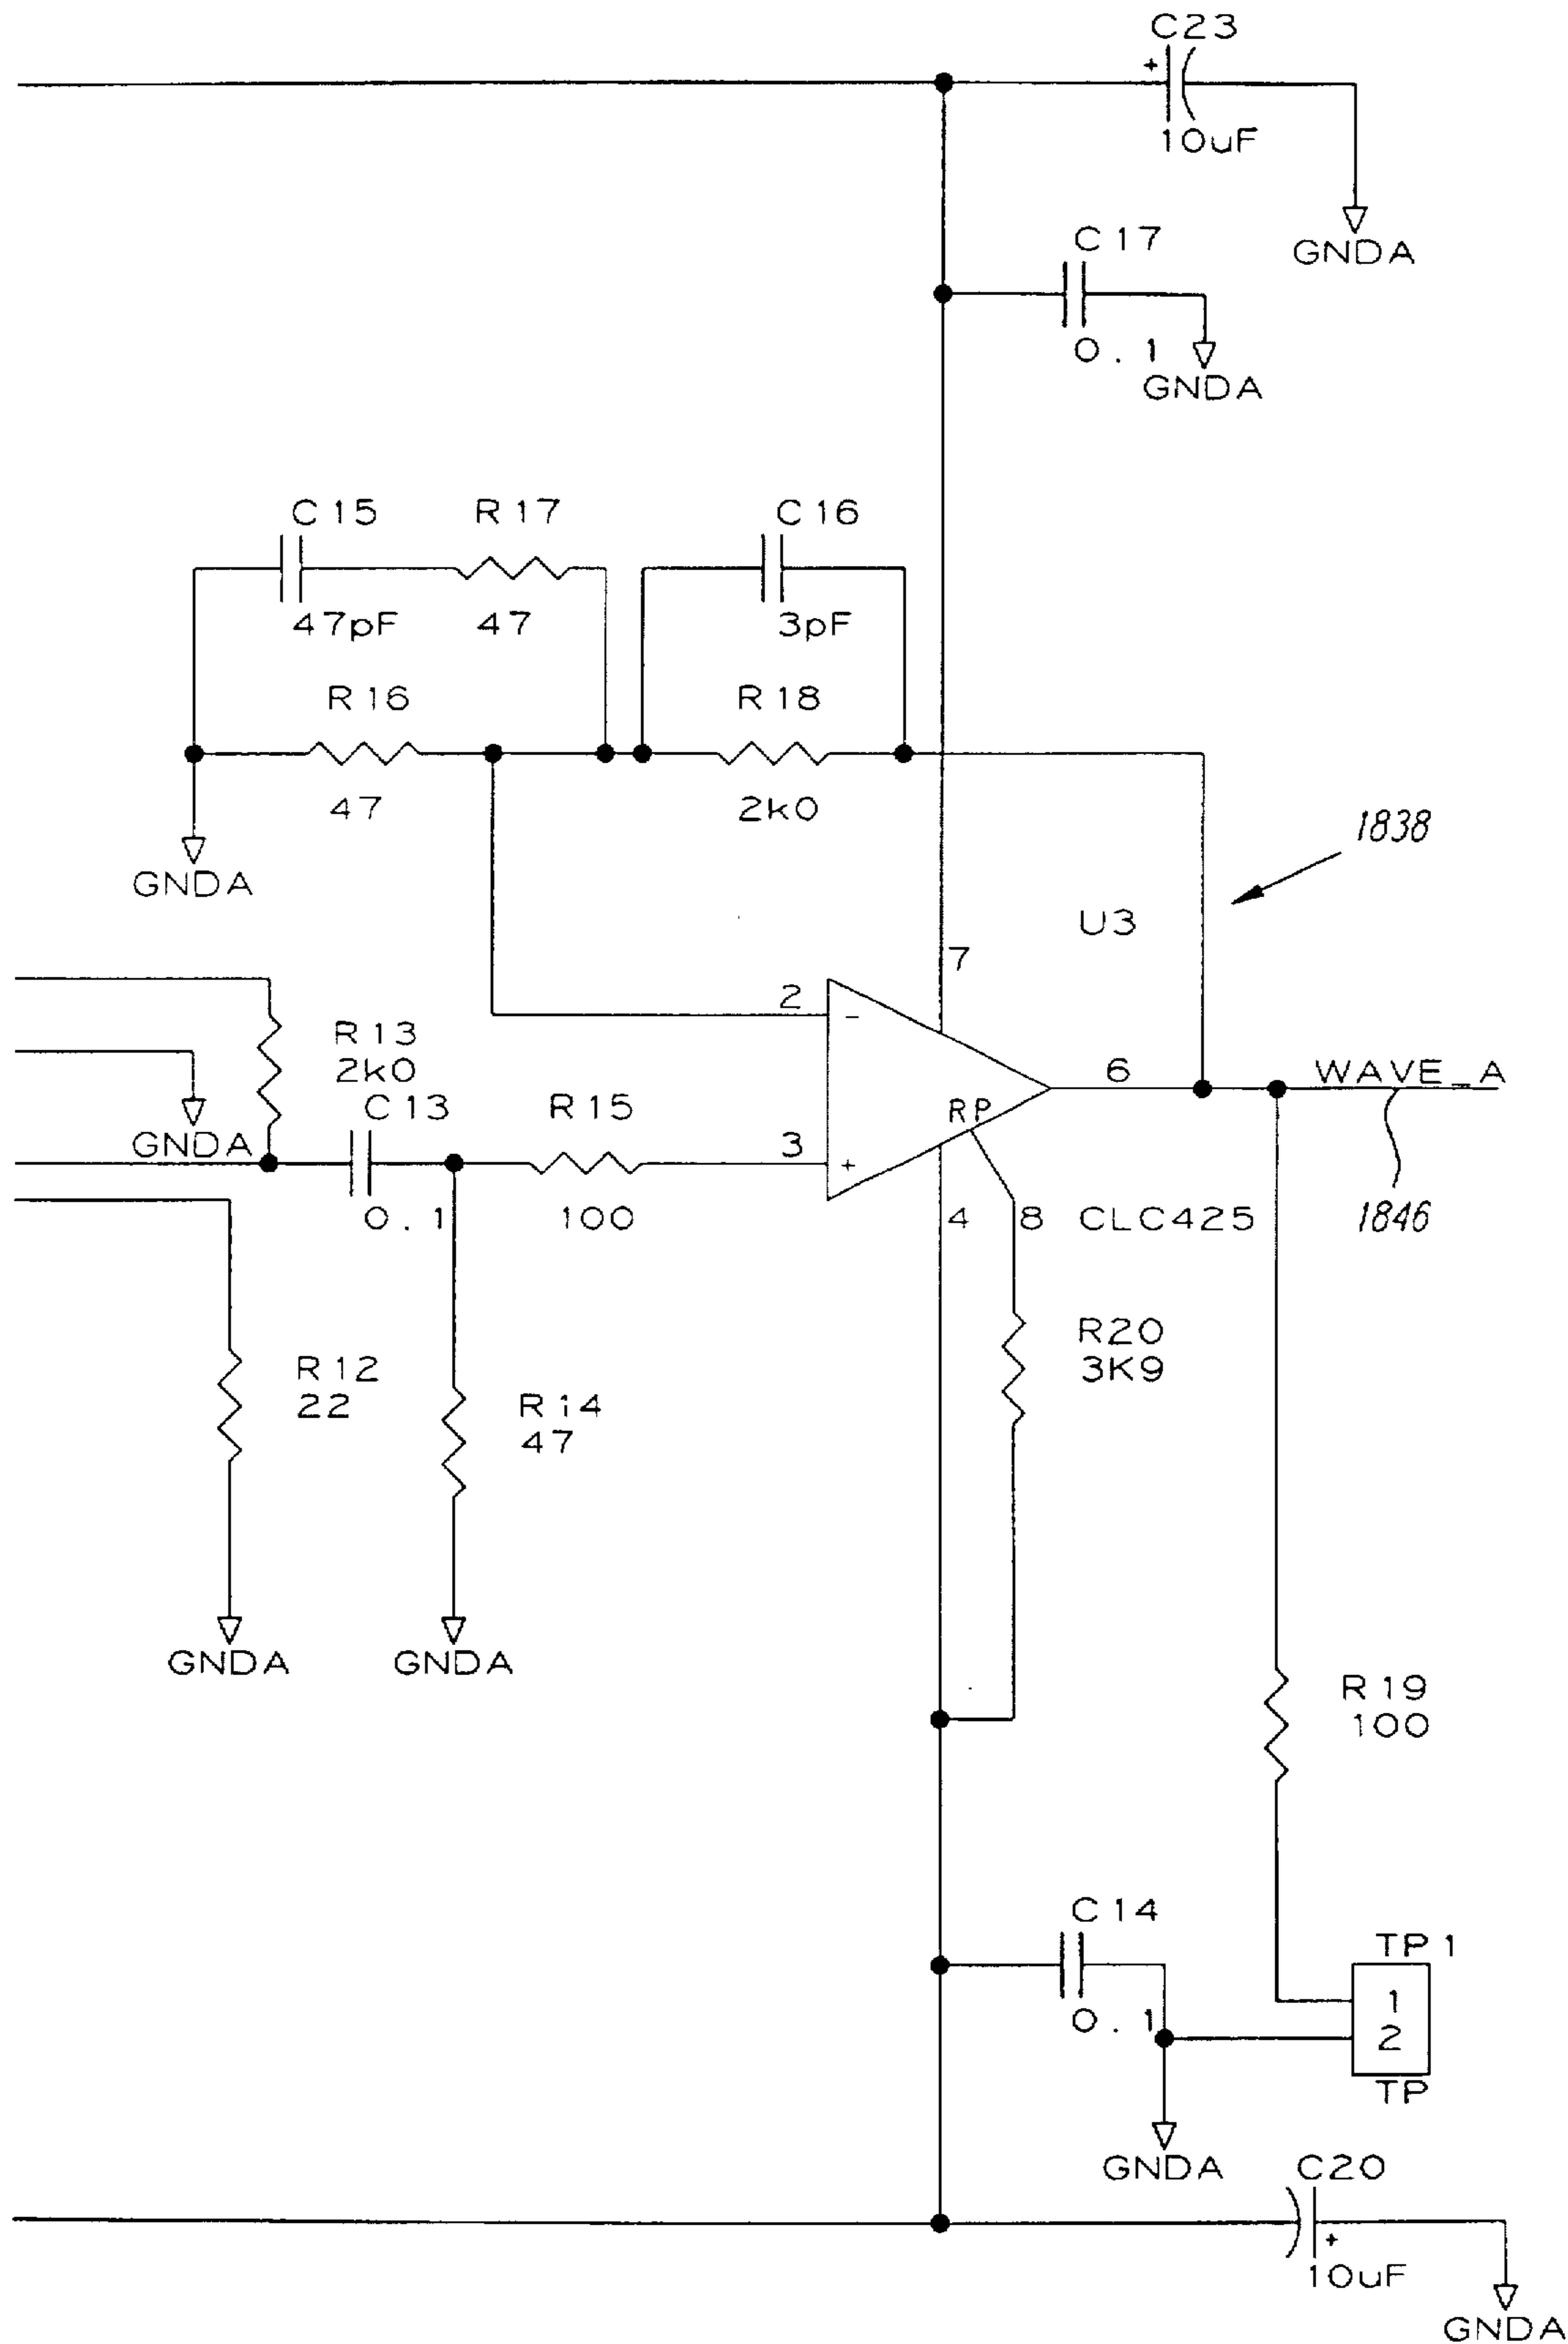 C23
+
10uF
GNDA
C17
0.1
GNDA
C15 R17 C16
47pF 47 3pF
R16 R18
47 2k0
GNDA
1838
U3
7
2
-
R13
2k0
C13 R15
GNDA
6 WAVE_A
RP
3
+
0.1 100
4 8 CLC425
1846
R20
3K9
R12
22
R14
47
GNDA GNDA
R19
100
C14
0.1
TP1
1
2
TP
GNDA
C20
+
10uF
GNDA